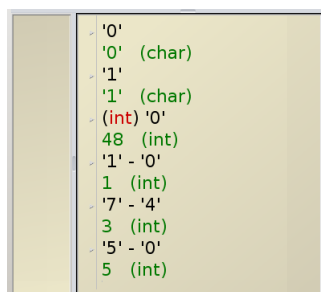 '0'
'0' (char)
'1'
'1' (char)
(int) '0'
48 (int)
'1' - '0'
1 (int)
'7' - '4'
3 (int)
'5' - '0'
5 (int)